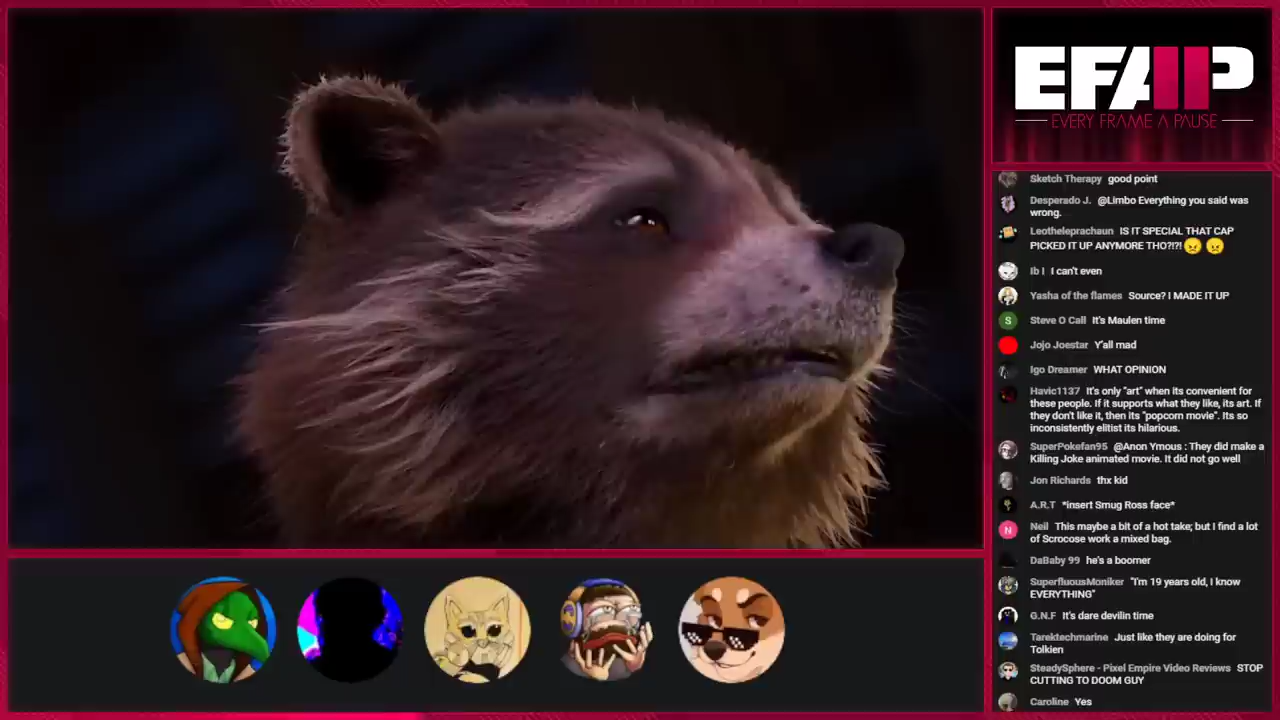 EFAP
EVERY FRAME A PAUSE
Sketch Therapy good point
Desperado J. @Limbo Everything you said was
wrong.
Leotheleprachaun IS IT SPECIAL THAT CAP
PICKED IT UP ANYMORE THO?!?! 😠 😠
Ib I I can't even
Yasha of the flames Source? I MADE IT UP
S Steve O Call It's Maulen time
Jojo Joestar Y'all mad
Igo Dreamer WHAT OPINION
Havic1137 It's only "art" when its convenient for
these people. If it supports what they like, its art. If
they don't like it, then its "popcorn movie". Its so
inconsistently elitist its hilarious.
SuperPokefan95 @Anon Ymous : They did make a
Killing Joke animated movie. It did not go well
Jon Richards thx kid
A.R.T *insert Smug Ross face*
N Neil This maybe a bit of a hot take, but I find a lot
of Scrocose work a mixed bag.
DaBaby 99 he's a boomer
SuperfluousMoniker "I'm 19 years old, I know
EVERYTHING"
G.N.F It's dare devilin time
Tarektechmarine Just like they are doing for
Tolkien
SteadySphere - Pixel Empire Video Reviews STOP
CUTTING TO DOOM GUY
Caroline Yes